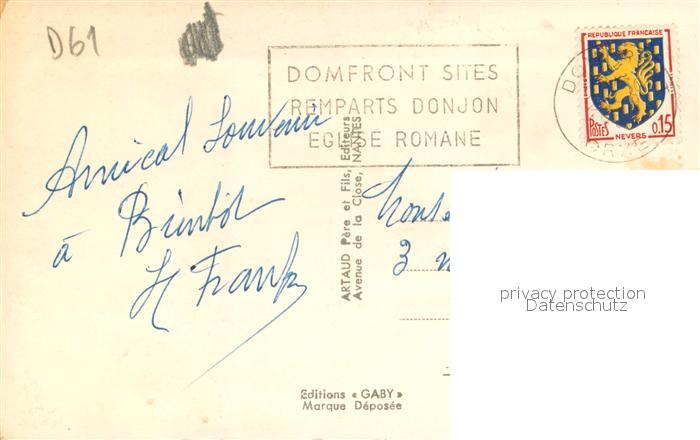 D61
DOMFRONT SITES
REMPARTS DONJON
EGLISE ROMANE
REPUBLIQUE FRANCAISE
POSTES
NEVERS
0.15
Amical Souvenir
à Bientôt
ARTAUD Père et Fils, Editeurs
Avenue de la Close, NANTES
3
privacy protection
Datenschutz
Editions « GABY »
Marque Déposée